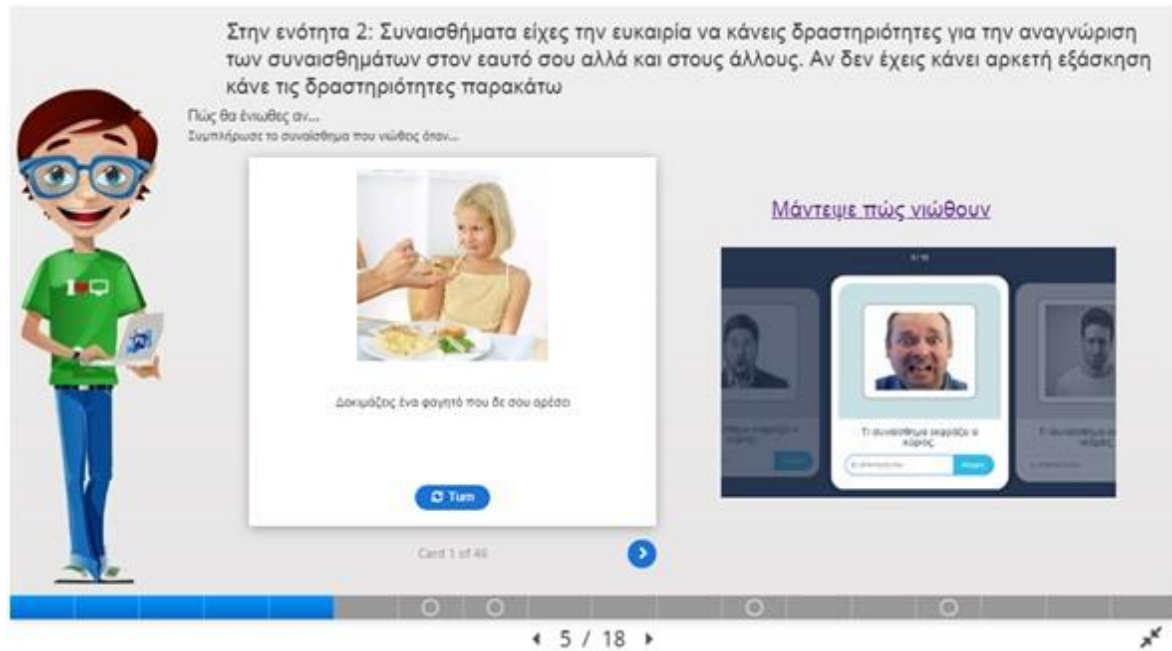 Στην ενότητα 2: Συναισθήματα είχες την ευκαιρία να κάνεις δραστηριότητες για την αναγνώριση
των συναισθημάτων στον εαυτό σου αλλά και στους άλλους. Αν δεν έχεις κάνει αρκετή εξάσκηση
κάνε τις δραστηριότητες παρακάτω
Πώς θα ένιωθες αν...
Συμπλήρωσε το συναίσθημα που νιώθεις όταν...
Δοκιμάζεις ένα φαγητό που δε σου αρέσει
Turn
Card 1 of 46
Μάντεψε πώς νιώθουν
Τι συναίσθημα εκφράζει ο
κύριος;
5 / 18